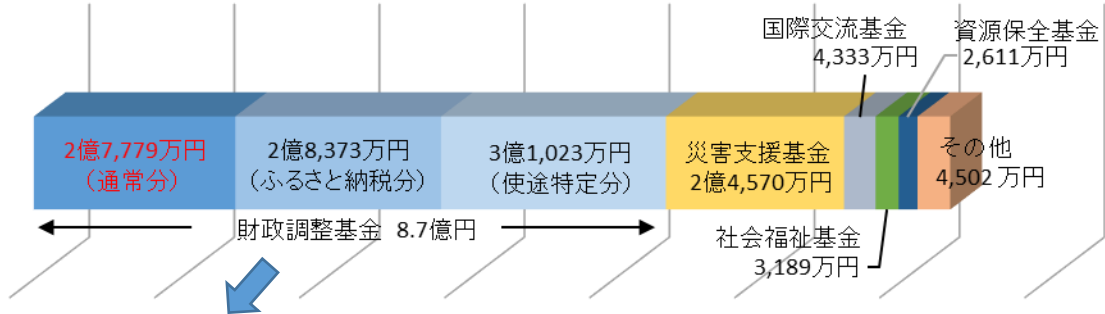 国際交流基金
4,333万円
資源保全基金
2,611万円
2億7,779万円
（通常分）
2億8,373万円
（ふるさと納税分）
3億1,023万円
（使途特定分）
災害支援基金
2億4,570万円
その他
4,502万円
財政調整基金 8.7億円
社会福祉基金
3,189万円